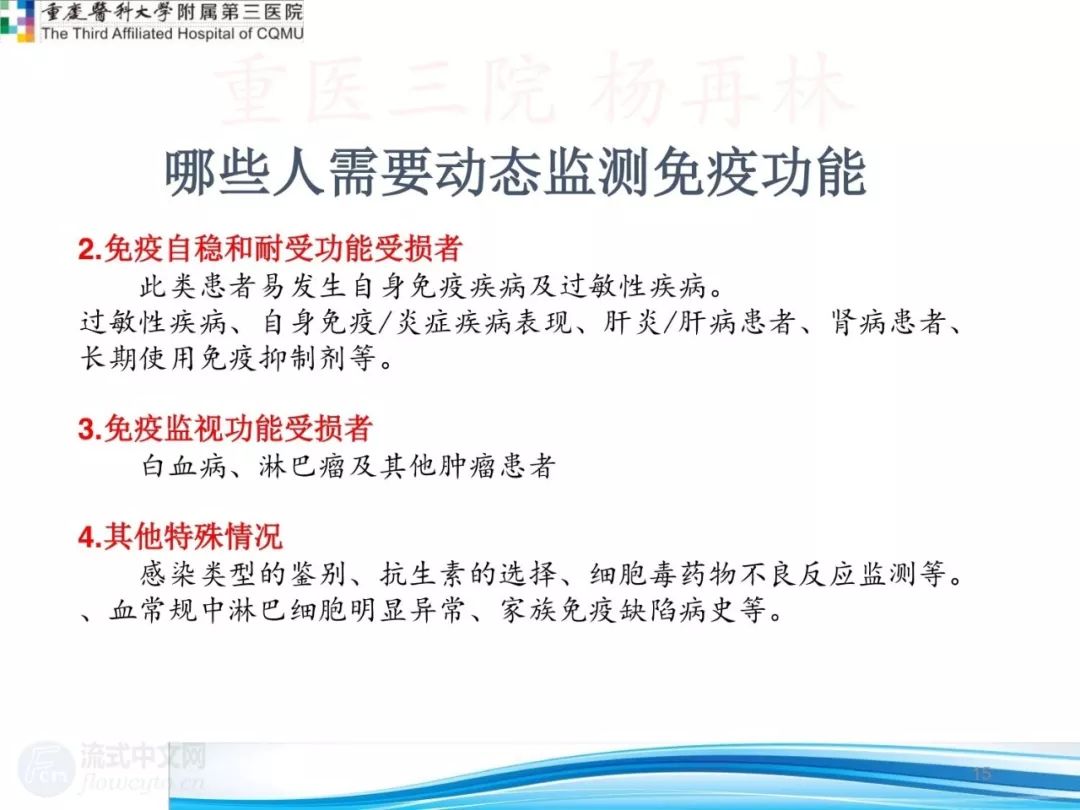 重庆医科大学附属第三医院
The Third Affiliated Hospital of CQMU
重医三院 杨再林
哪些人需要动态监测免疫功能
2.免疫自稳和耐受功能受损者
此类患者易发生自身免疫疾病及过敏性疾病。
过敏性疾病、自身免疫/炎症疾病表现、肝炎/肝病患者、肾病患者、
长期使用免疫抑制剂等。
3.免疫监视功能受损者
白血病、淋巴瘤及其他肿瘤患者
4.其他特殊情况
感染类型的鉴别、抗生素的选择、细胞毒药物不良反应监测等。
、血常规中淋巴细胞明显异常、家族免疫缺陷病史等。
流式中文网
Fcn
flowcyto.cn
15